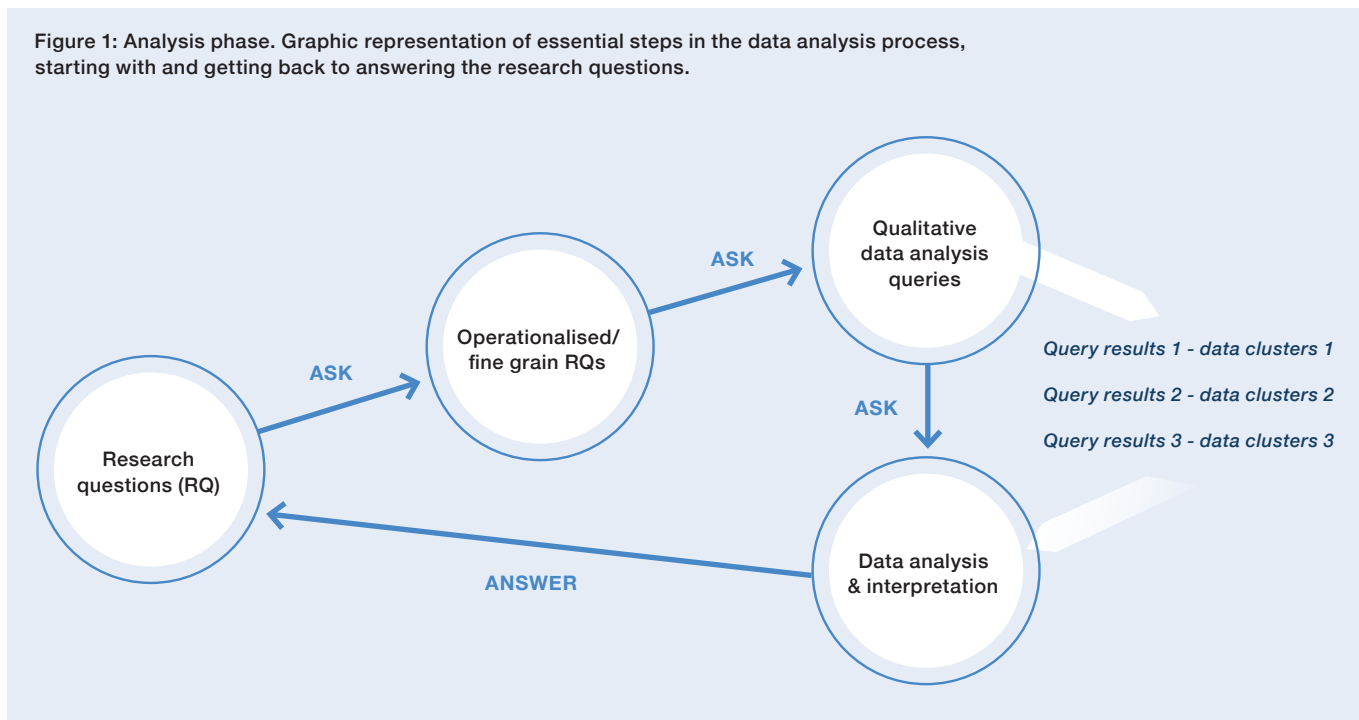 Figure 1: Analysis phase. Graphic representation of essential steps in the data analysis process,
starting with and getting back to answering the research questions.
Research
questions (RQ)
ASK
Operationalised/
fine grain RQs
ASK
Qualitative
data analysis
queries
Query results 1 - data clusters 1
Query results 2 - data clusters 2
Query results 3 - data clusters 3
ASK
Data analysis
& interpretation
ANSWER